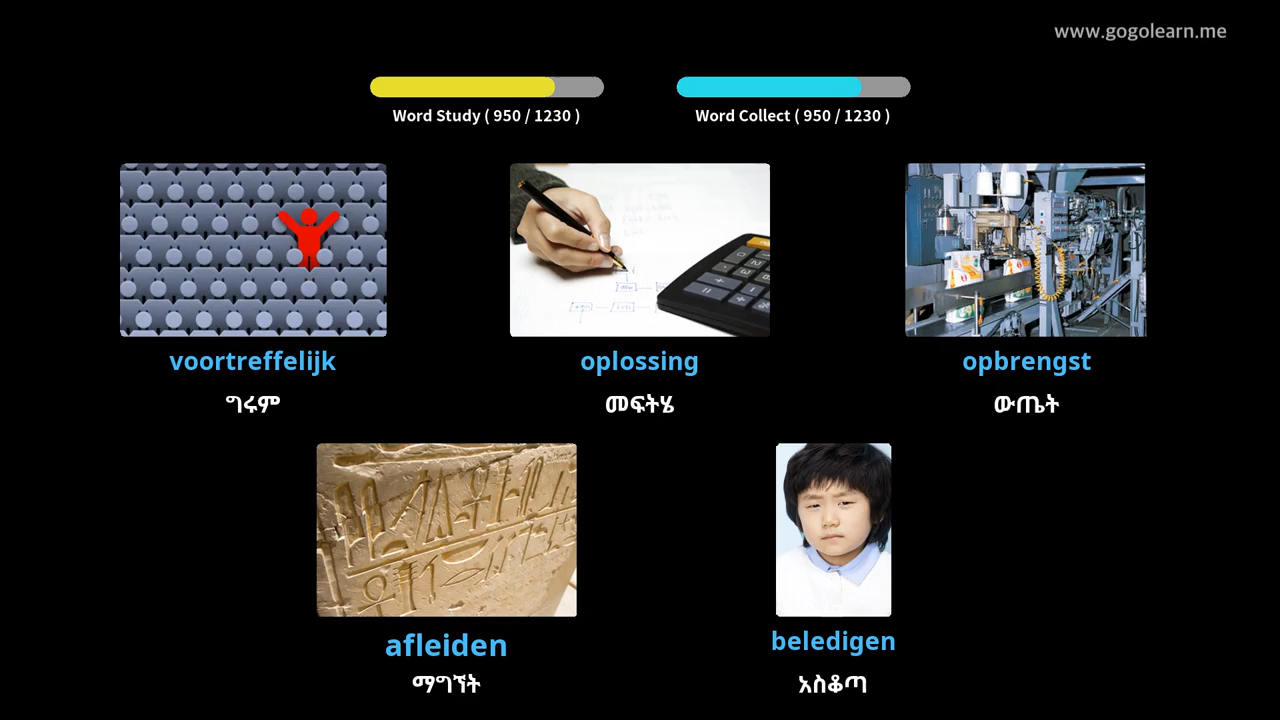 www.gogolearn.me
Word Study ( 950 / 1230 )
Word Collect ( 950 / 1230 )
voortreffelijk
oplossing
opbrengst
ግሩም
መፍትሄ
ውጤት
afleiden
beledigen
ማግኘት
አስቆጣ